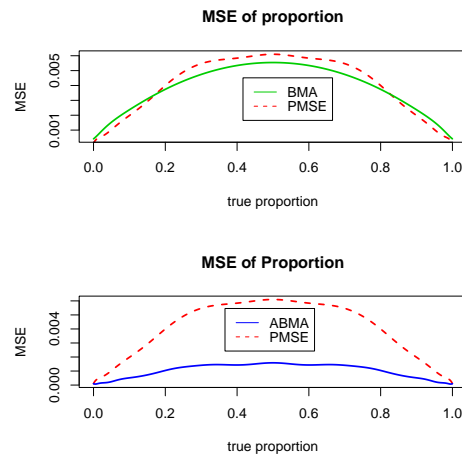 MSE of proportion
MSE
0.005
0.001
BMA
PMSE
0.0 0.2 0.4 0.6 0.8 1.0
true proportion
MSE of Proportion
MSE
0.004
0.000
ABMA
PMSE
0.0 0.2 0.4 0.6 0.8 1.0
true proportion